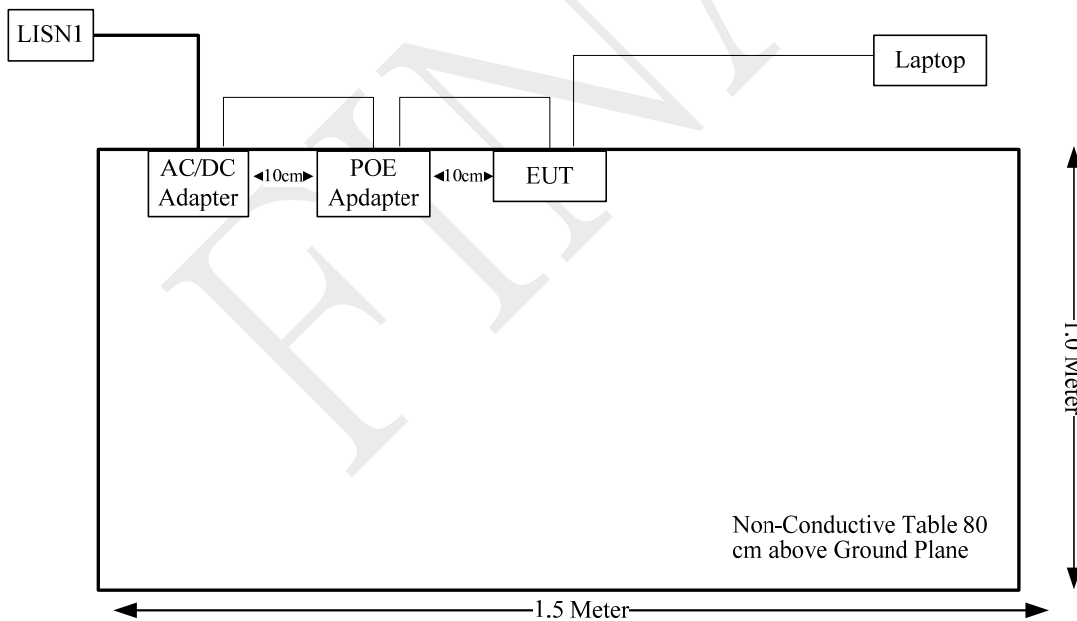 LISN1
Laptop
AC/DC
Adapter
10cm
POE
Apdapter
10cm
EUT
1.0 Meter
Non-Conductive Table 80
cm above Ground Plane
1.5 Meter